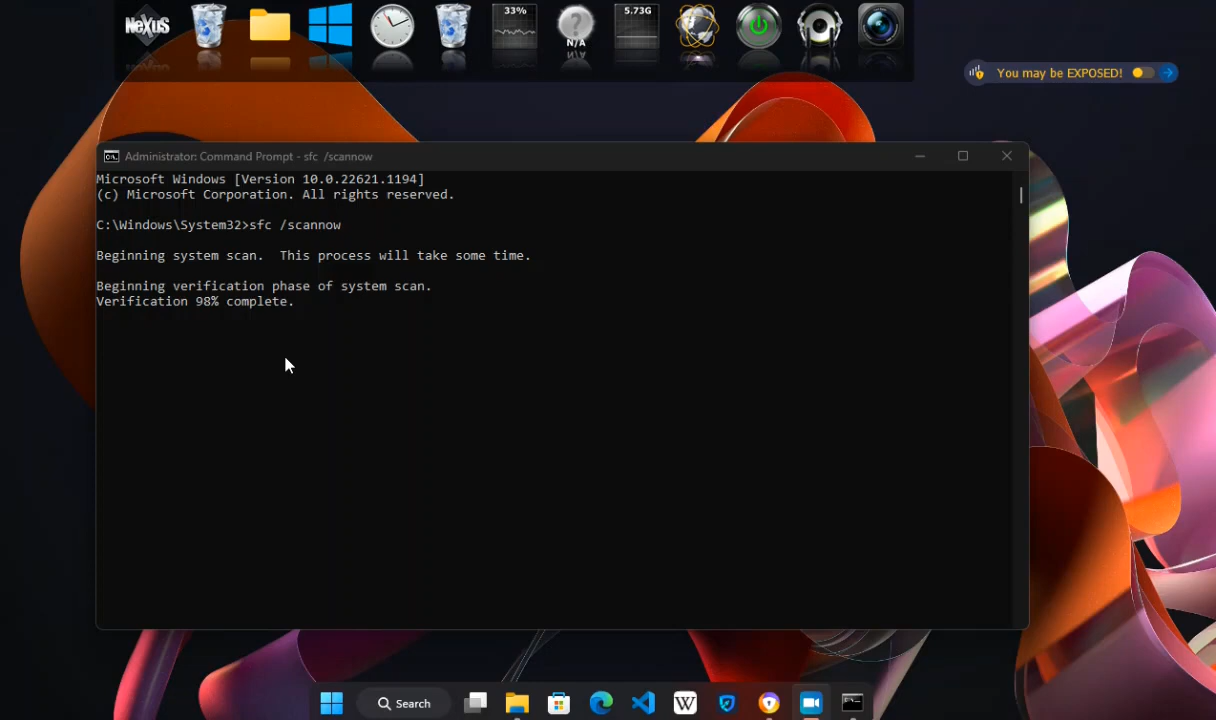 NeXuS
33%
N/A
5.73G
You may be EXPOSED!
Administrator: Command Prompt - sfc  /scannow
Microsoft Windows [Version 10.0.22621.1194]
(c) Microsoft Corporation. All rights reserved.
C:\Windows\System32>sfc /scannow
Beginning system scan.  This process will take some time.
Beginning verification phase of system scan.
Verification 98% complete.
Search
W